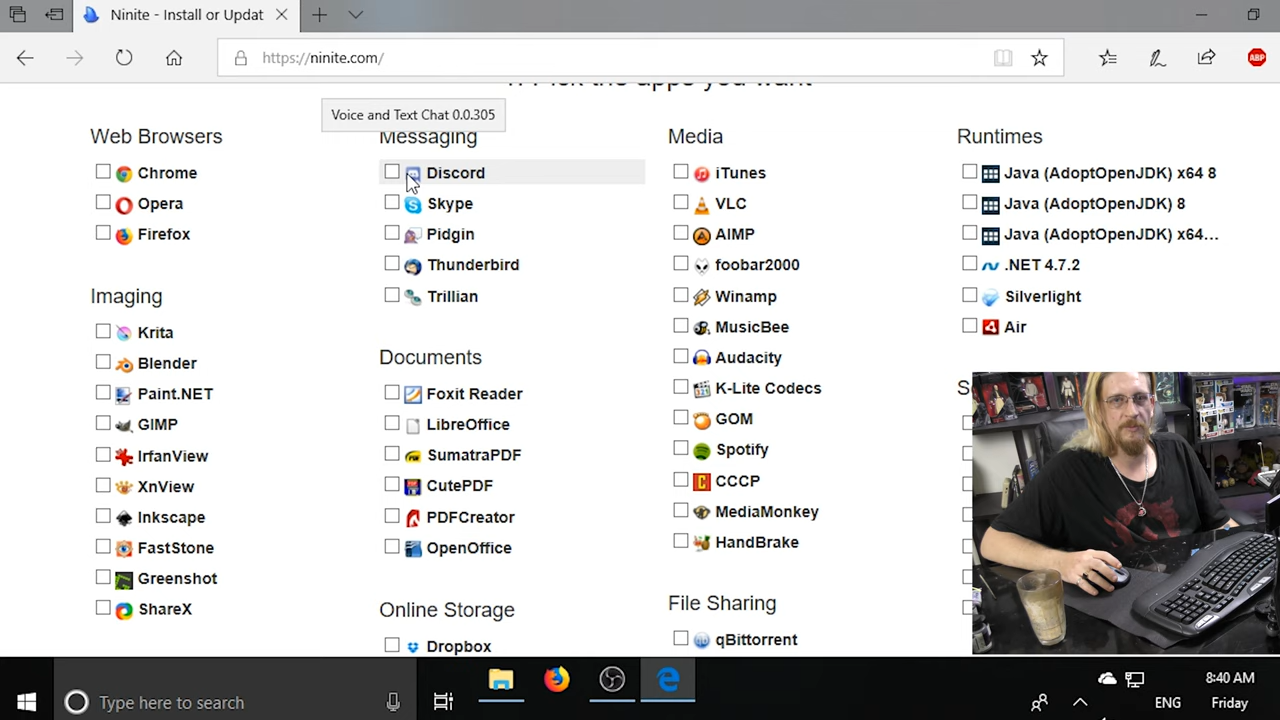 Ninite - Install or Updat
https://ninite.com/
ABP
Voice and Text Chat 0.0.305
Web Browsers
Chrome
Opera
Firefox
Imaging
Krita
Blender
Paint.NET
GIMP
IrfanView
XnView
Inkscape
FastStone
Greenshot
ShareX
Messaging
Discord
Skype
Pidgin
Thunderbird
Trillian
Documents
Foxit Reader
LibreOffice
SumatraPDF
CutePDF
PDFCreator
OpenOffice
Online Storage
Dropbox
Media
iTunes
VLC
AIMP
foobar2000
Winamp
MusicBee
Audacity
K-Lite Codecs
GOM
Spotify
CCCP
MediaMonkey
HandBrake
File Sharing
qBittorrent
Runtimes
Java (AdoptOpenJDK) x64 8
Java (AdoptOpenJDK) 8
Java (AdoptOpenJDK) x64...
.NET 4.7.2
Silverlight
Air
Type here to search
ENG
8:40 AM
Friday